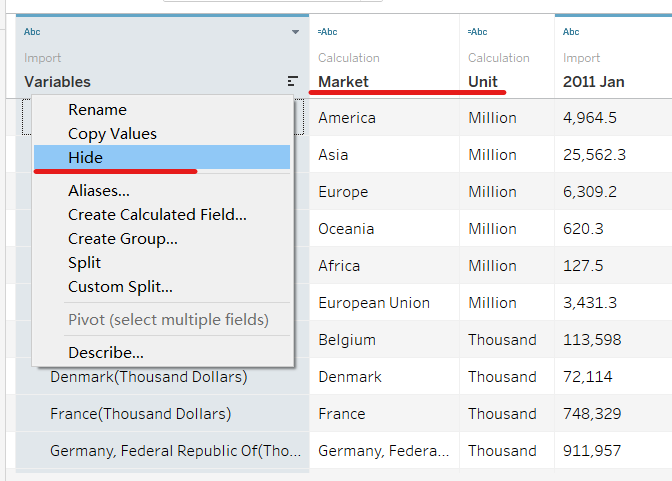 Abc =Abc =Abc Abc
Import Calculation Calculation Import
Variables Market Unit 2011 Jan
Rename
Copy Values
Hide
Aliases...
Create Calculated Field...
Create Group...
Split
Custom Split...
Pivot (select multiple fields)
Describe...
America Million 4,964.5
Asia Million 25,562.3
Europe Million 6,309.2
Oceania Million 620.3
Africa Million 127.5
European Union Million 3,431.3
Belgium Thousand 113,598
Denmark(Thousand Dollars) Denmark Thousand 72,114
France(Thousand Dollars) France Thousand 748,329
Germany, Federal Republic Of(Tho... Germany, Federa... Thousand 911,957